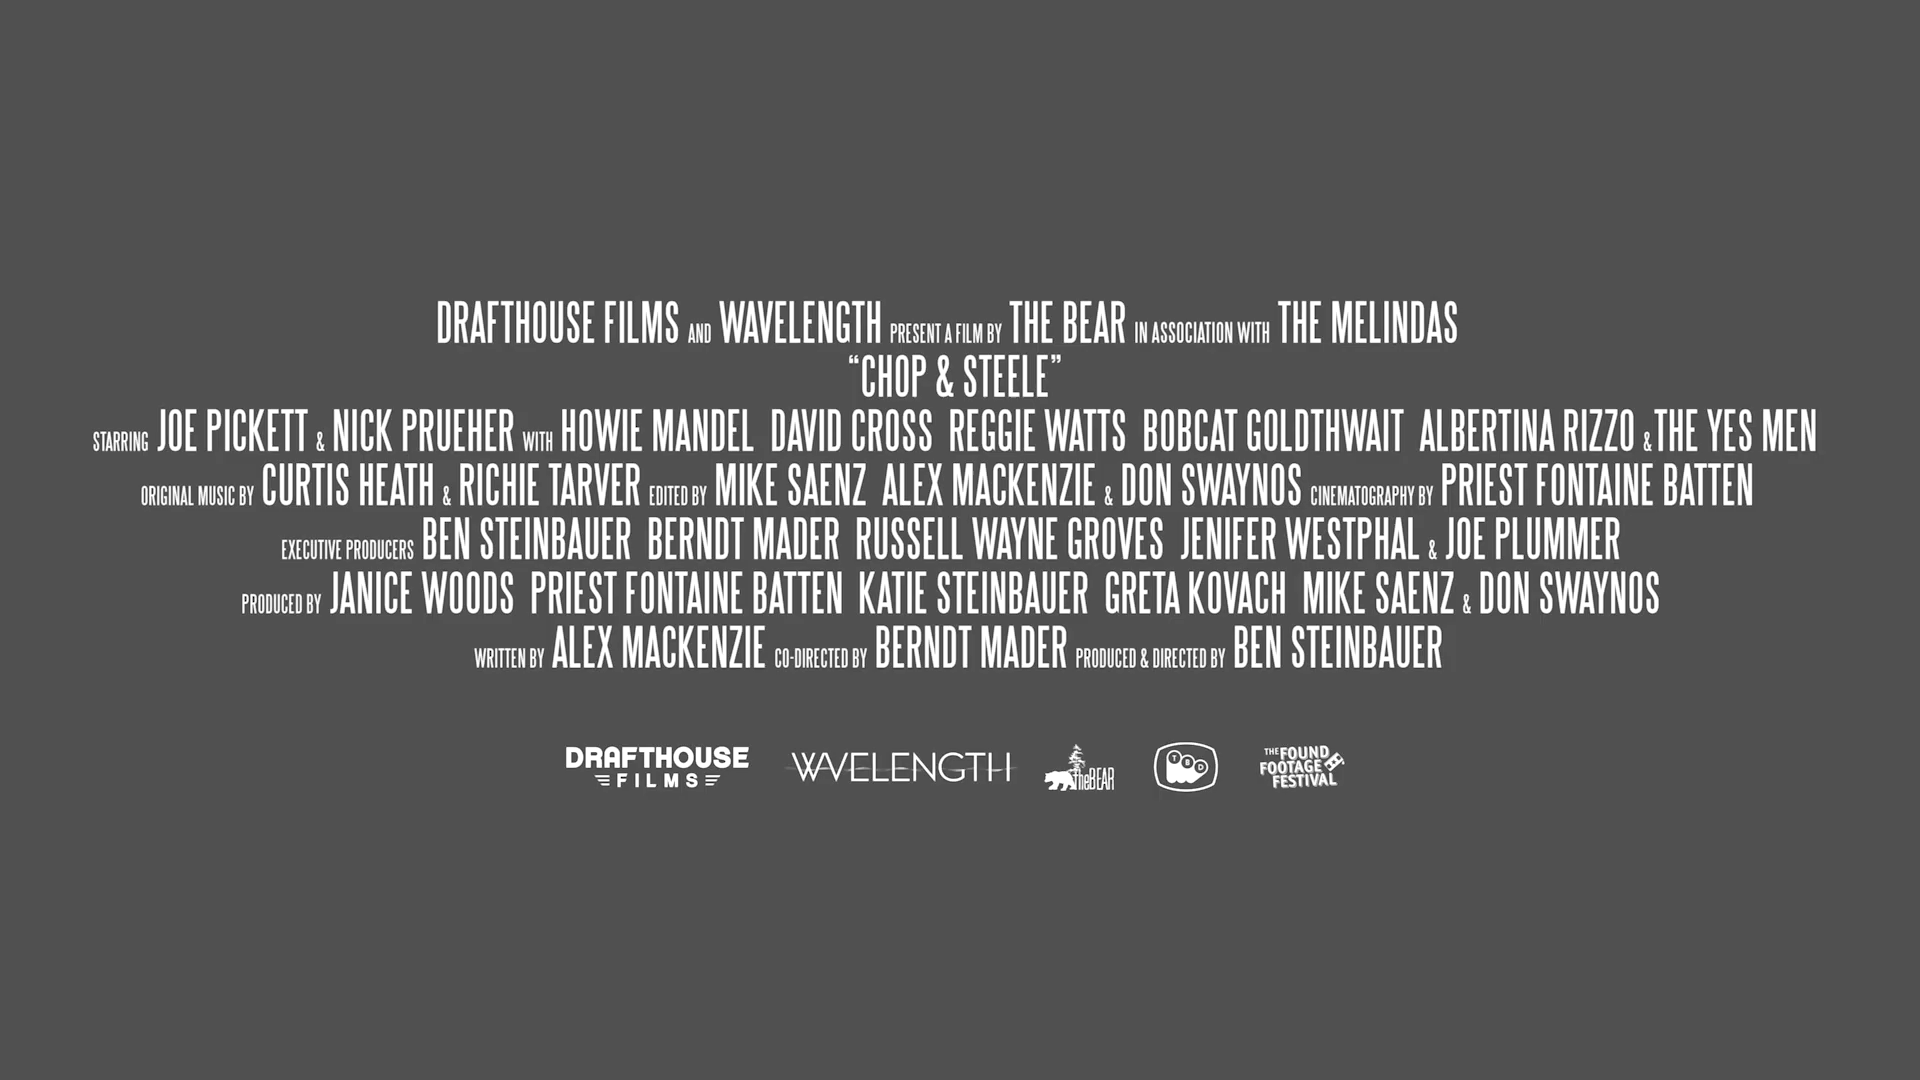 DRAFTHOUSE FILMS AND WAVELENGTH PRESENT A FILM BY THE BEAR IN ASSOCIATION WITH THE MELINDAS
“CHOP & STEELE”
STARRING JOE PICKETT & NICK PRUEHER WITH HOWIE MANDEL DAVID CROSS REGGIE WATTS BOBCAT GOLDTHWAIT ALBERTINA RIZZO & THE YES MEN
ORIGINAL MUSIC BY CURTIS HEATH & RICHIE TARVER EDITED BY MIKE SAENZ ALEX MACKENZIE & DON SWAYNOS CINEMATOGRAPHY BY PRIEST FONTAINE BATTEN
EXECUTIVE PRODUCERS BEN STEINBAUER BERNDT MADER RUSSELL WAYNE GROVES JENIFER WESTPHAL & JOE PLUMMER
PRODUCED BY JANICE WOODS PRIEST FONTAINE BATTEN KATIE STEINBAUER GRETA KOVACH MIKE SAENZ & DON SWAYNOS
WRITTEN BY ALEX MACKENZIE CO-DIRECTED BY BERNDT MADER PRODUCED & DIRECTED BY BEN STEINBAUER
DRAFTHOUSE
FILMS
WAVELENGTH
theBEAR
TBD
THE FOUND
FOOTAGE
FESTIVAL